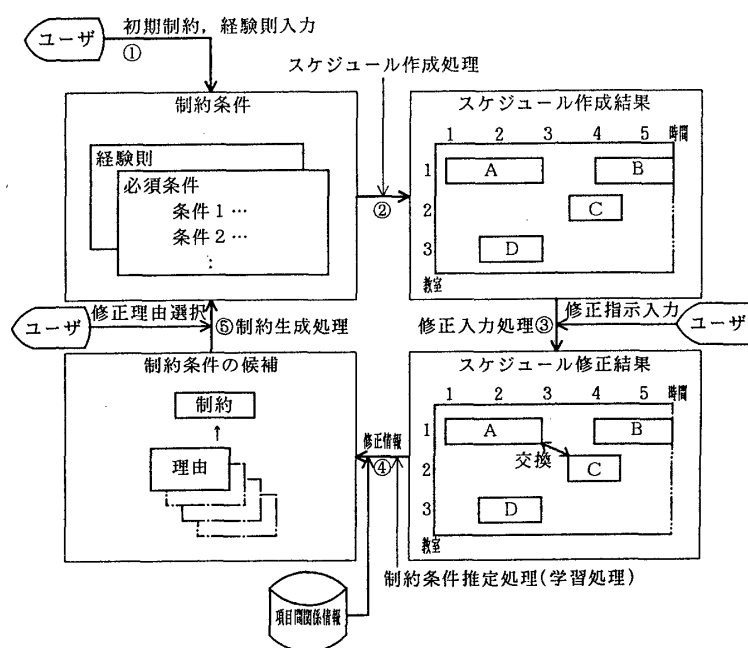 ユーザ
初期制約，経験則入力
①
スケジュール作成処理
制約条件
経験則
必須条件
条件１…
条件２…
：
②
スケジュール作成結果
1 2 3 4 5 時間
1 A B
2 C
3 D
教室
ユーザ
修正理由選択
⑤制約生成処理
修正入力処理③
修正指示入力
ユーザ
制約条件の候補
制約
理由
修正情報
④
スケジュール修正結果
1 2 3 4 5 時間
1 A B
交換
2 C
3 D
教室
制約条件推定処理(学習処理)
項目間関係情報